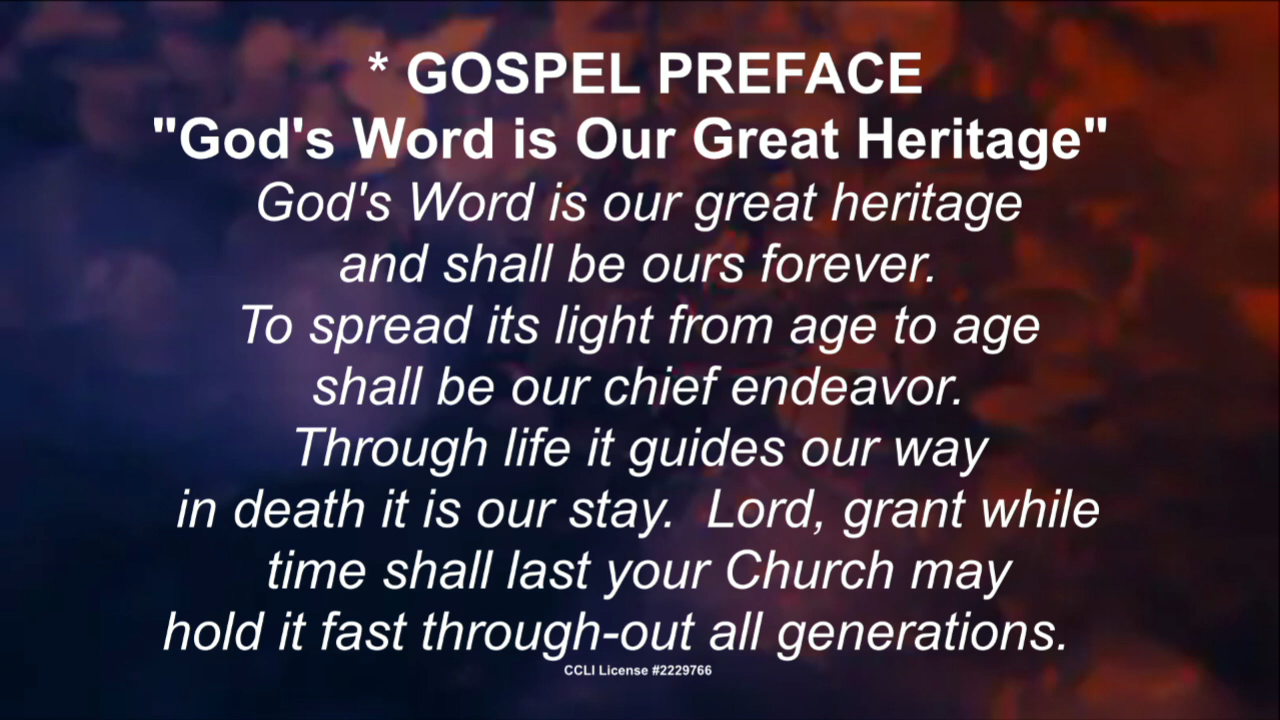 * GOSPEL PREFACE
"God's Word is Our Great Heritage"
God's Word is our great heritage
and shall be ours forever.
To spread its light from age to age
shall be our chief endeavor.
Through life it guides our way
in death it is our stay.  Lord, grant while
time shall last your Church may
hold it fast through-out all generations.
CCLI License #2229766